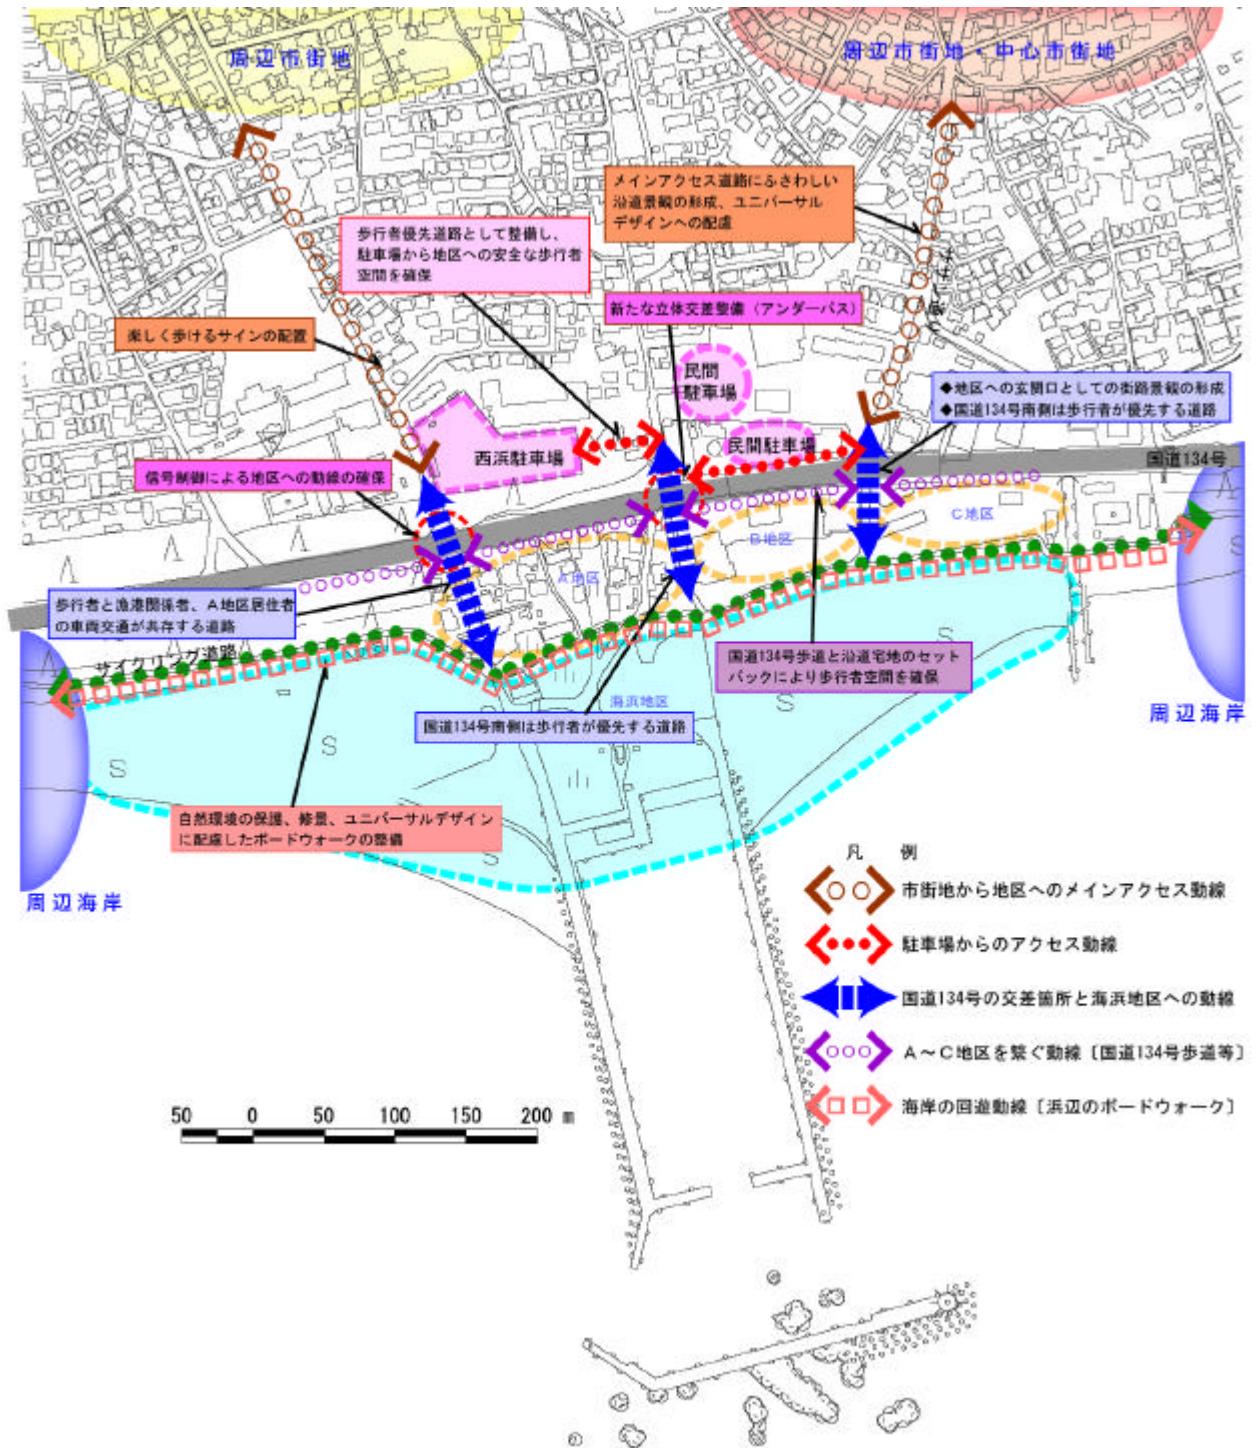 周辺市街地
周辺市街地・中心市街地
メインアクセス道路にふさわしい
沿道景観の形成、ユニバーサル
デザインへの配慮
歩行者優先道路として整備し、
駐車場から地区への安全な歩行者
空間を確保
新たな立体交差整備（アンダーパス）
楽しく歩けるサインの配置
民間
駐車場
◆地区への玄関口としての街路景観の形成
◆国道134号南側は歩行者が優先する道路
西浜駐車場
民間駐車場
国道134号
信号制御による地区への動線の確保
C地区
B地区
A地区
歩行者と漁港関係者、A地区居住者
の車両交通が共存する道路
サイクリング道路
国道134号歩道と沿道宅地のセット
バックにより歩行者空間を確保
海浜地区
国道134号南側は歩行者が優先する道路
周辺海岸
S
S
S
S
S
自然環境の保護、修景、ユニバーサルデザイン
に配慮したボードウォークの整備
周辺海岸
凡 例
市街地から地区へのメインアクセス動線
駐車場からのアクセス動線
国道134号の交差箇所と海浜地区への動線
A～C地区を繋ぐ動線〔国道134号歩道等〕
海岸の回遊動線〔浜辺のボードウォーク〕
50 0 50 100 150 200 m